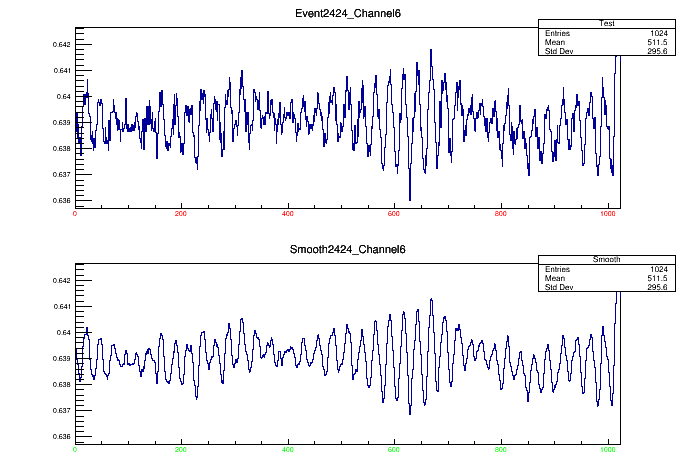 Event2424_Channel6
Test
Entries 1024
Mean 511.5
Std Dev 295.6
0.642
0.641
0.64
0.639
0.638
0.637
0.636
0 200 400 600 800 1000
Smooth2424_Channel6
Smooth
Entries 1024
Mean 511.5
Std Dev 295.6
0.642
0.641
0.64
0.639
0.638
0.637
0.636
0 200 400 600 800 1000